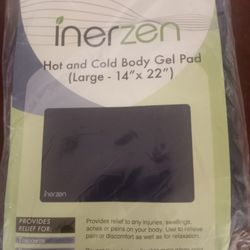 inerzen
Hot and Cold Body Gel Pad
(Large - 14"x 22")
inerzen
PROVIDES
RELIEF FOR:
Provides relief to any injuries, swellings,
aches or pains on your body. Use to relieve
pain or discomfort as well as for relaxation.